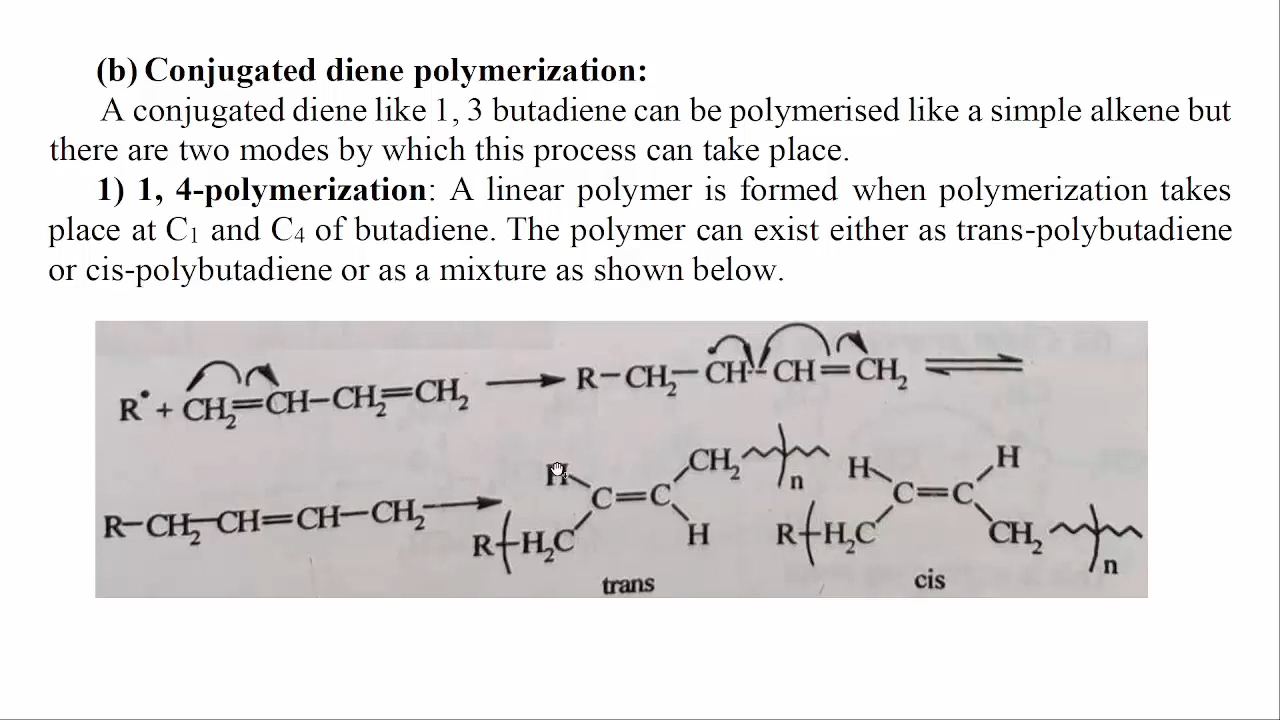 (b) Conjugated diene polymerization:
A conjugated diene like 1, 3 butadiene can be polymerised like a simple alkene but
there are two modes by which this process can take place.
1) 1, 4-polymerization: A linear polymer is formed when polymerization takes
place at C₁ and C₄ of butadiene. The polymer can exist either as trans-polybutadiene
or cis-polybutadiene or as a mixture as shown below.
R• + CH₂=CH–CH₂=CH₂ → R–CH₂–CH–CH=CH₂ ⇌
R–CH₂–CH=CH–CH₂ →
H CH₂ n H H
C=C C=C
R H₂C H R H₂C CH₂ n
trans cis